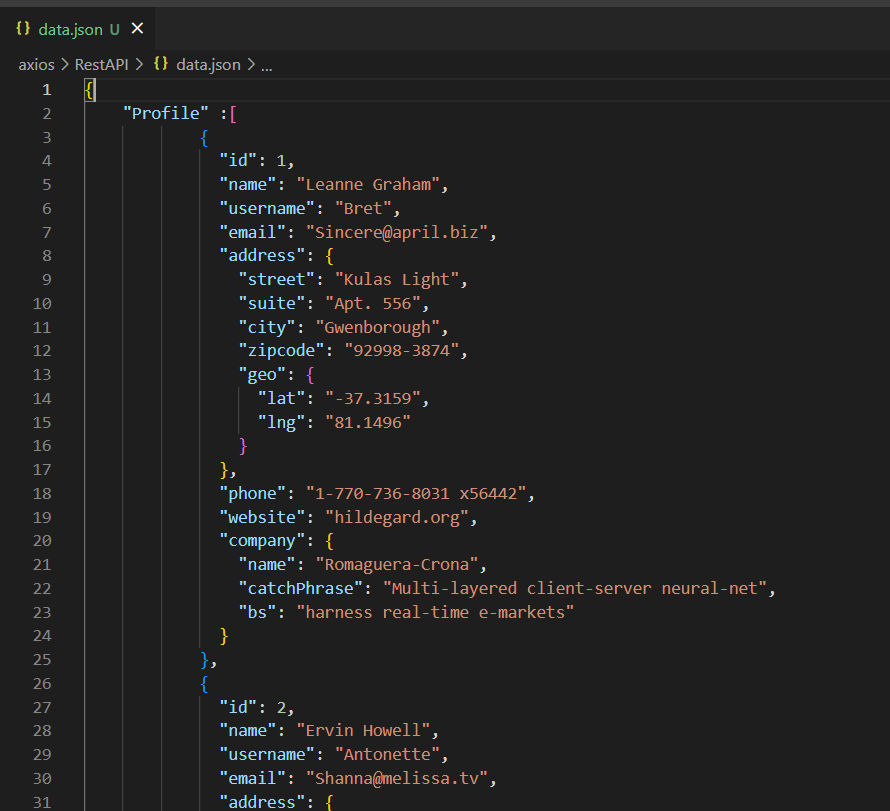 {} data.json U ×
axios > RestAPI > {} data.json > ...
1 {
2 "Profile" :[
3 {
4 "id": 1,
5 "name": "Leanne Graham",
6 "username": "Bret",
7 "email": "Sincere@april.biz",
8 "address": {
9 "street": "Kulas Light",
10 "suite": "Apt. 556",
11 "city": "Gwenborough",
12 "zipcode": "92998-3874",
13 "geo": {
14 "lat": "-37.3159",
15 "lng": "81.1496"
16 }
17 },
18 "phone": "1-770-736-8031 x56442",
19 "website": "hildegard.org",
20 "company": {
21 "name": "Romaguera-Crona",
22 "catchPhrase": "Multi-layered client-server neural-net",
23 "bs": "harness real-time e-markets"
24 }
25 },
26 {
27 "id": 2,
28 "name": "Ervin Howell",
29 "username": "Antonette",
30 "email": "Shanna@melissa.tv",
31 "address": {